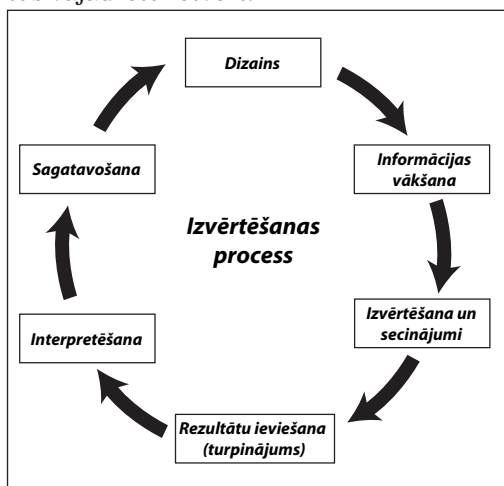 Dizains
Informācijas
vākšana
Izvērtēšana un
secinājumi
Rezultātu ieviešana
(turpinājums)
Interpretēšana
Sagatavošana
Izvērtēšanas
process